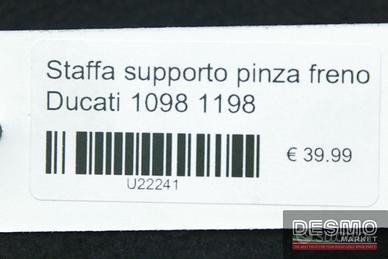 Staffa supporto pinza freno
Ducati 1098 1198
€ 39.99
U22241
DESMO
MARKET